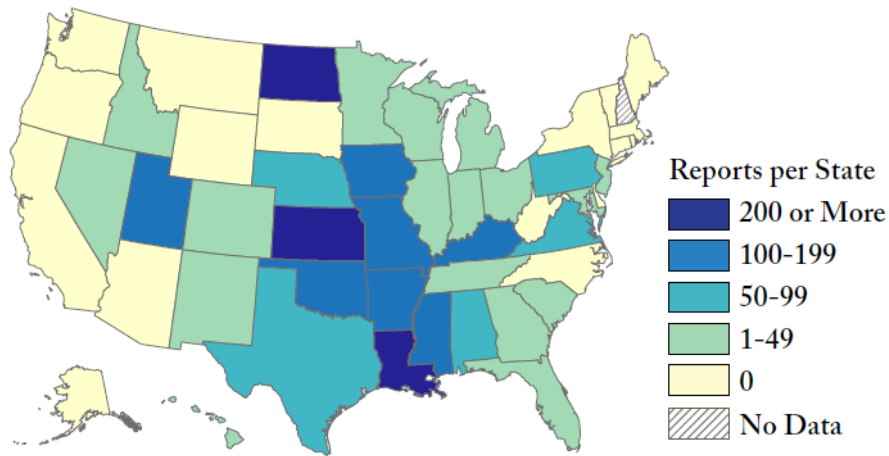 Reports per State
200 or More
100-199
50-99
1-49
0
No Data